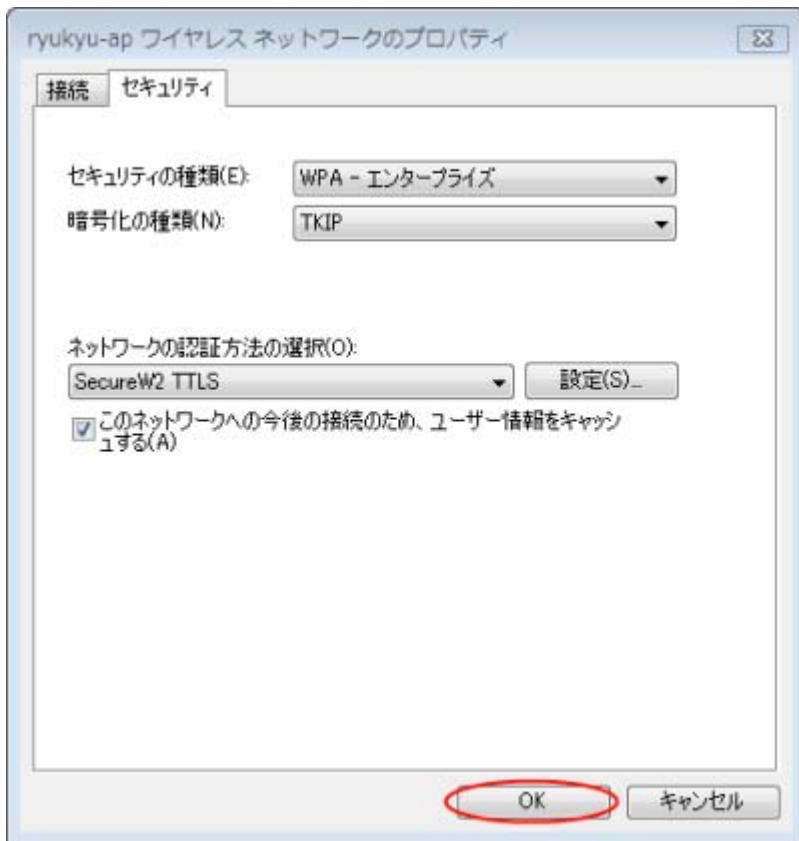 ryukyu-ap ワイヤレス ネットワークのプロパティ
接続 セキュリティ
セキュリティの種類(E): WPA - エンタープライズ
暗号化の種類(N): TKIP
ネットワークの認証方法の選択(O):
SecureW2 TTLS 設定(S)...
このネットワークへの今後の接続のため、ユーザー情報をキャッシ
ュする(A)
OK キャンセル